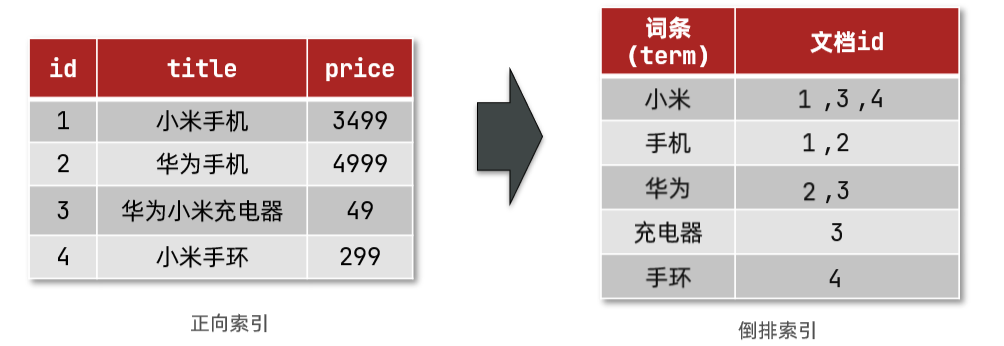 id title price
1 小米手机 3499
2 华为手机 4999
3 华为小米充电器 49
4 小米手环 299
正向索引
词条
(term) 文档id
小米 1 ,3 ,4
手机 1 ,2
华为 2 ,3
充电器 3
手环 4
倒排索引